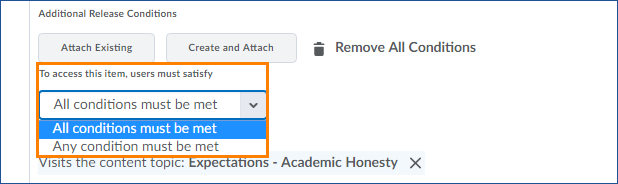 Additional Release Conditions
Attach Existing
Create and Attach
Remove All Conditions
To access this item, users must satisfy
All conditions must be met
All conditions must be met
Any condition must be met
Visits the content topic: Expectations - Academic Honesty